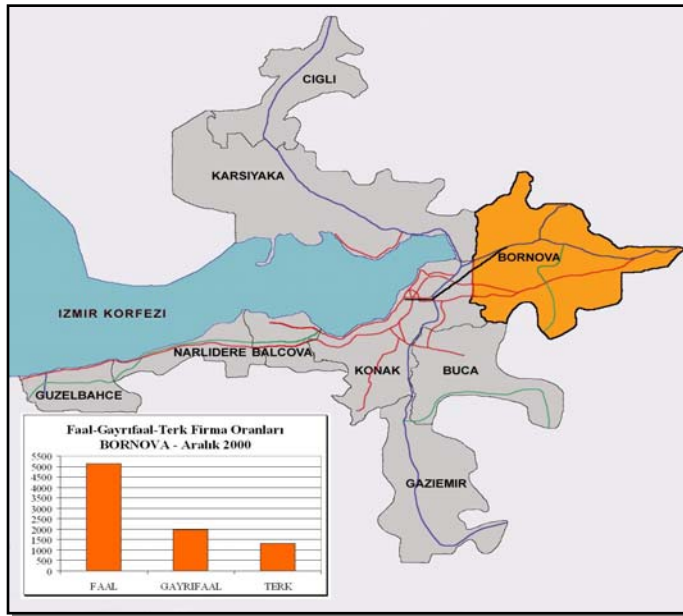 CIGLI
KARSIYAKA
BORNOVA
IZMIR KORFEZI
NARLIDERE BALCOVA
KONAK
BUCA
GUZELBAHCE
GAZIEMIR
Faal-Gayrıfaal-Terk Firma Oranları
BORNOVA - Aralık 2000
5500
5000
4500
4000
3500
3000
2500
2000
1500
1000
500
0
FAAL GAYRIFAAL TERK